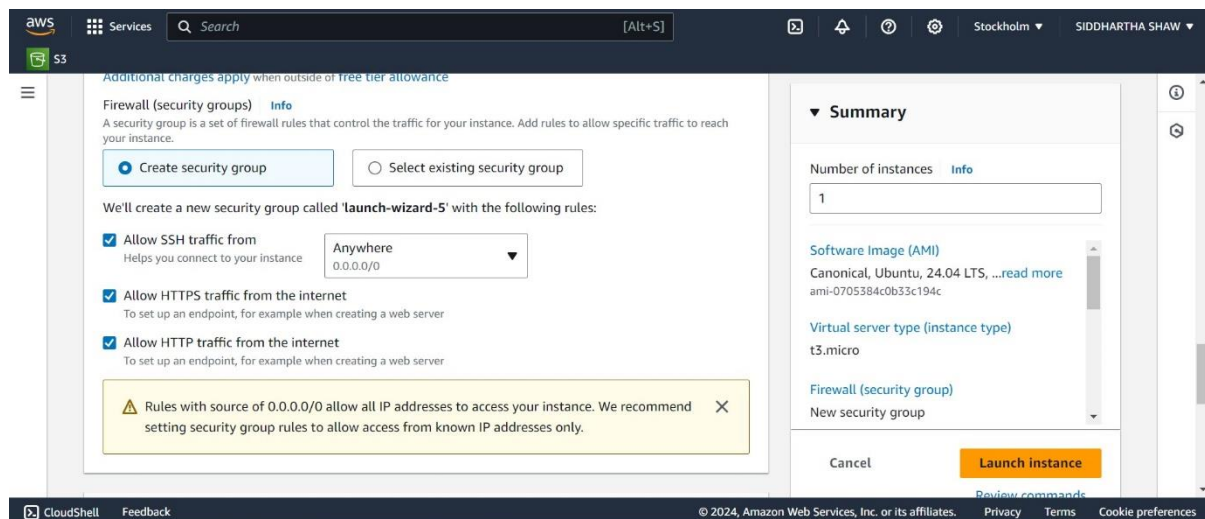 aws
Services
Search
[Alt+S]
Stockholm
SIDDHARTHA SHAW
S3
Additional charges apply when outside of free tier allowance
Firewall (security groups) Info
A security group is a set of firewall rules that control the traffic for your instance. Add rules to allow specific traffic to reach
your instance.
Create security group
Select existing security group
We'll create a new security group called 'launch-wizard-5' with the following rules:
Allow SSH traffic from
Helps you connect to your instance
Anywhere
0.0.0.0/0
Allow HTTPS traffic from the internet
To set up an endpoint, for example when creating a web server
Allow HTTP traffic from the internet
To set up an endpoint, for example when creating a web server
Rules with source of 0.0.0.0/0 allow all IP addresses to access your instance. We recommend
setting security group rules to allow access from known IP addresses only.
Summary
Number of instances Info
1
Software Image (AMI)
Canonical, Ubuntu, 24.04 LTS, ...read more
ami-0705384c0b33c194c
Virtual server type (instance type)
t3.micro
Firewall (security group)
New security group
Cancel
Launch instance
Review commands
CloudShell
Feedback
© 2024, Amazon Web Services, Inc. or its affiliates.
Privacy
Terms
Cookie preferences